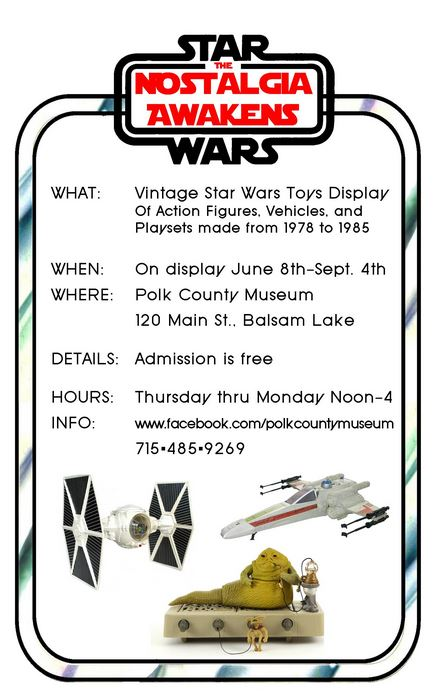 STAR
THE
NOSTALGIA
AWAKENS
WARS
WHAT: Vintage Star Wars Toys Display
Of Action Figures, Vehicles, and
Playsets made from 1978 to 1985
WHEN: On display June 8th-Sept. 4th
WHERE: Polk County Museum
120 Main St., Balsam Lake
DETAILS: Admission is free
HOURS: Thursday thru Monday Noon-4
INFO: www.facebook.com/polkcountymuseum
715▪485▪9269